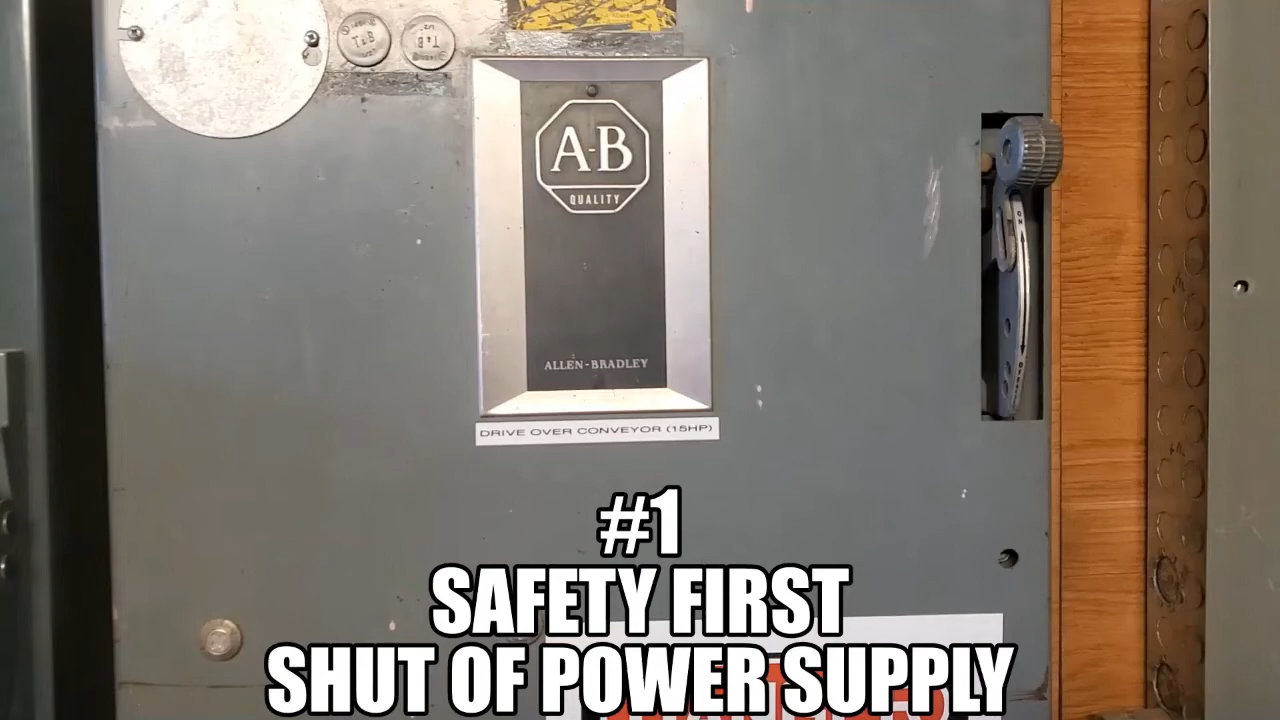 T&B
T&B
A-B
QUALITY
ALLEN-BRADLEY
DRIVE OVER CONVEYOR (15HP)
#1
SAFETY FIRST
SHUT OF POWER SUPPLY